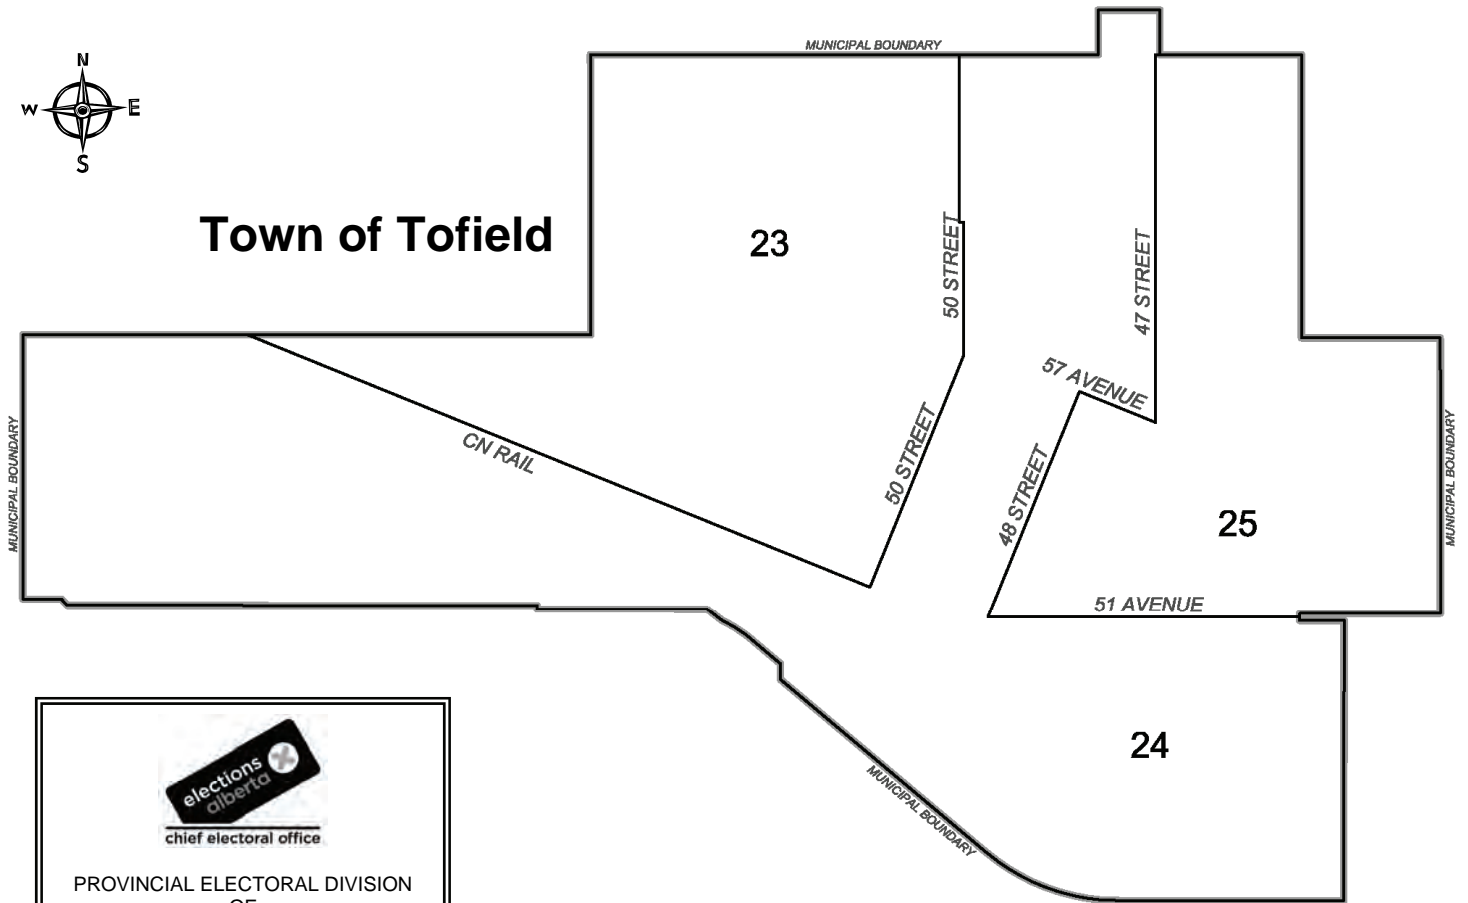 MUNICIPAL BOUNDARY
N
W E
S
Town of Tofield
23
50 STREET
47 STREET
57 AVENUE
MUNICIPAL BOUNDARY
MUNICIPAL BOUNDARY
CN RAIL
50 STREET
48 STREET
25
51 AVENUE
24
MUNICIPAL BOUNDARY
elections
alberta
chief electoral office
PROVINCIAL ELECTORAL DIVISION
OF